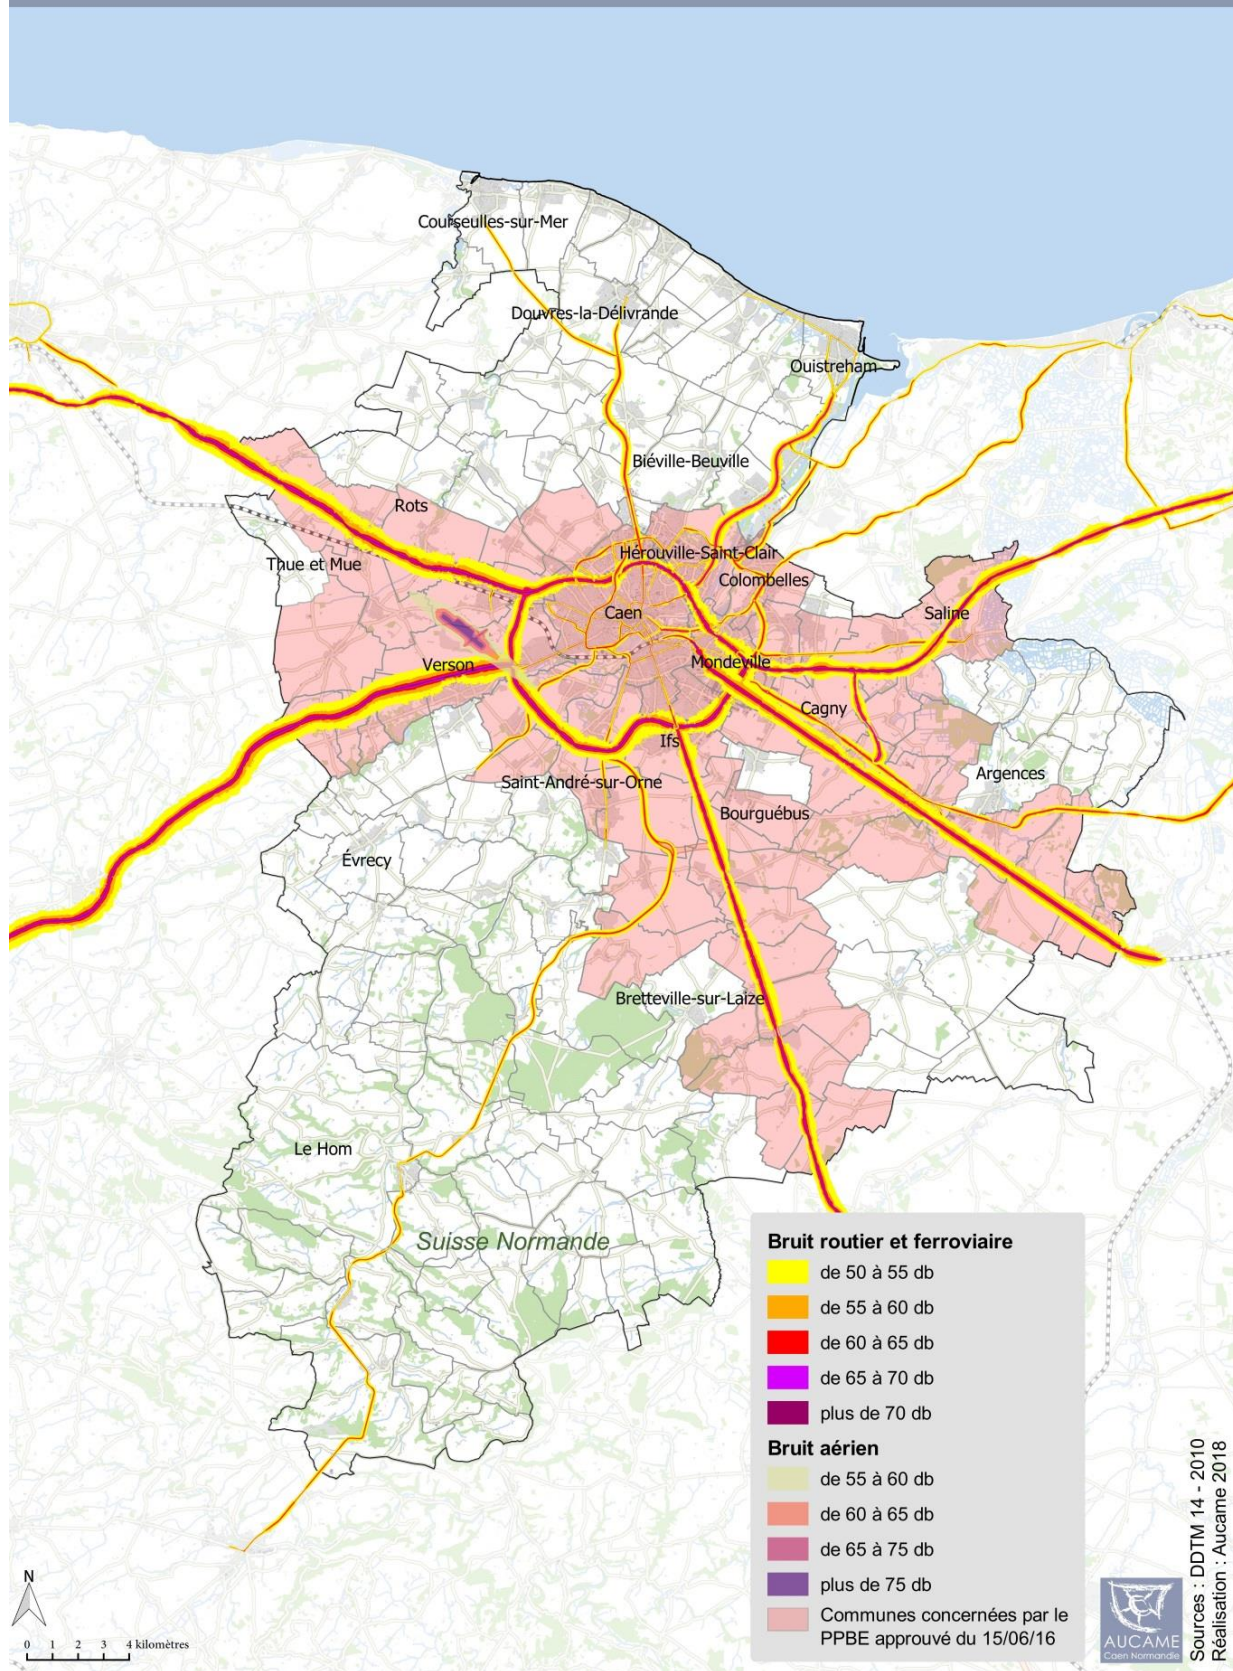 Courseulles-sur-Mer
Douvres-la-Délivrande
Ouistreham
Biéville-Beuville
Rots
Hérouville-Saint-Clair
Thue et Mue
Colombelles
Caen
Saline
Verson
Mondeville
Cagny
Ifs
Argences
Saint-André-sur-Orne
Bourguébus
Évrecy
Bretteville-sur-Laize
Le Hom
Suisse Normande
Bruit routier et ferroviaire
de 50 à 55 db
de 55 à 60 db
de 60 à 65 db
de 65 à 70 db
plus de 70 db
Bruit aérien
de 55 à 60 db
de 60 à 65 db
de 65 à 75 db
plus de 75 db
Communes concernées par le
PPBE approuvé du 15/06/16
N
0 1 2 3 4 kilomètres
AUCAME
Caen Normandie
Sources : DDTM 14 - 2010
Réalisation : Aucame 2018